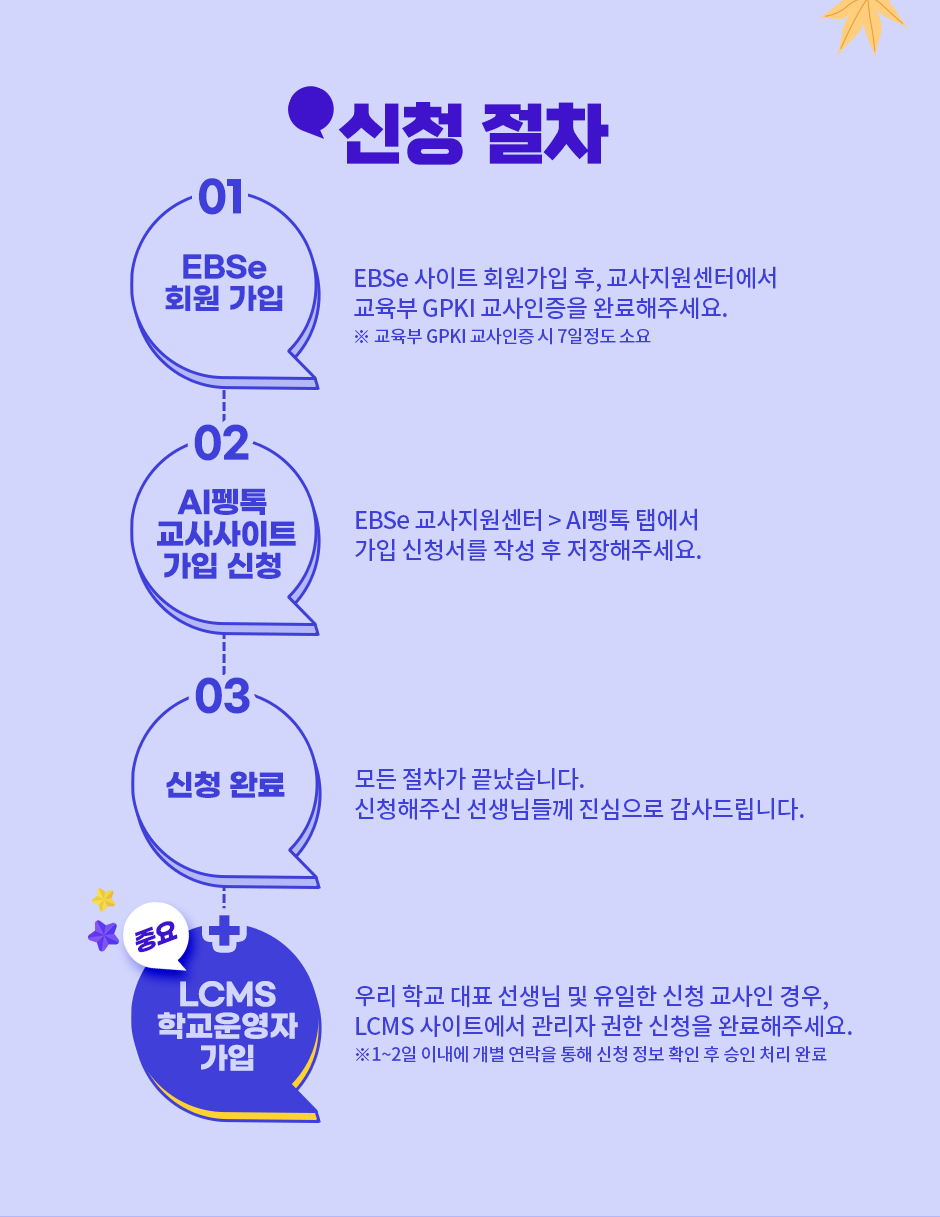 신청 절차
01
EBSe
회원 가입
EBSe 사이트 회원가입 후, 교사지원센터에서
교육부 GPKI 교사인증을 완료해주세요.
※ 교육부 GPKI 교사인증 시 7일정도 소요
02
AI펭톡
교사사이트
가입 신청
EBSe 교사지원센터 > AI펭톡 탭에서
가입 신청서를 작성 후 저장해주세요.
03
신청 완료
모든 절차가 끝났습니다.
신청해주신 선생님들께 진심으로 감사드립니다.
중요
+
LCMS
학교운영자
가입
우리 학교 대표 선생님 및 유일한 신청 교사인 경우,
LCMS 사이트에서 관리자 권한 신청을 완료해주세요.
※1~2일 이내에 개별 연락을 통해 신청 정보 확인 후 승인 처리 완료